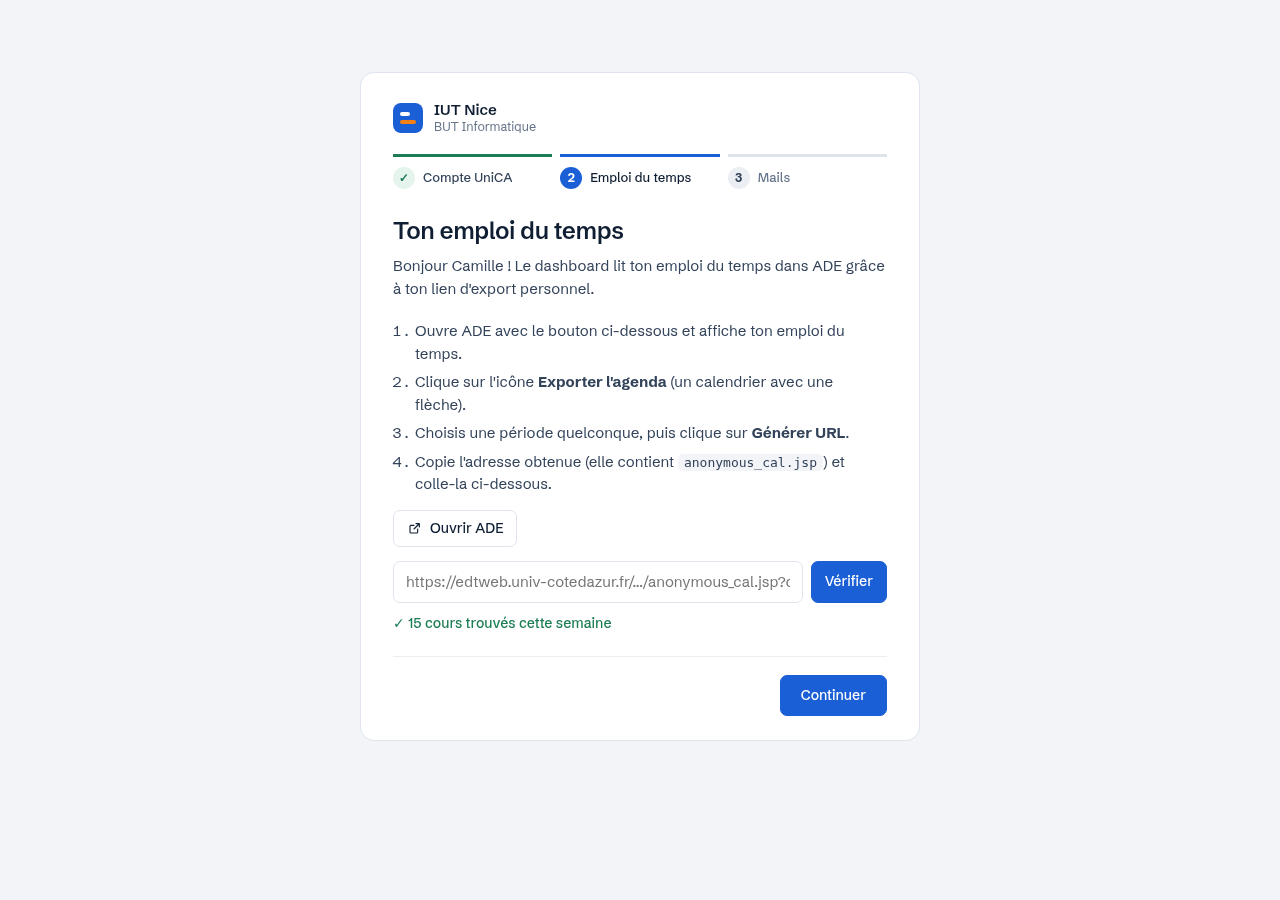 IUT Nice
BUT Informatique
✓ Compte UniCA
2 Emploi du temps
3 Mails
Ton emploi du temps
Bonjour Camille ! Le dashboard lit ton emploi du temps dans ADE grâce
à ton lien d'export personnel.
1. Ouvre ADE avec le bouton ci-dessous et affiche ton emploi du
temps.
2. Clique sur l'icône Exporter l'agenda (un calendrier avec une
flèche).
3. Choisis une période quelconque, puis clique sur Générer URL.
4. Copie l'adresse obtenue (elle contient anonymous_cal.jsp ) et
colle-la ci-dessous.
Ouvrir ADE
https://edtweb.univ-cotedazur.fr/…/anonymous_cal.jsp?
Vérifier
✓ 15 cours trouvés cette semaine
Continuer